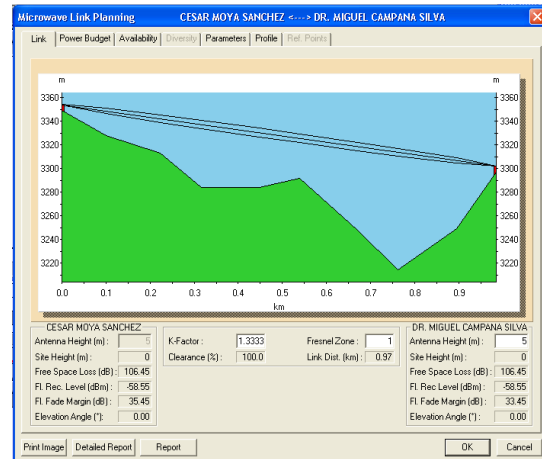 Microwave Link Planning CESAR MOYA SANCHEZ <---> DR. MIGUEL CAMPANA SILVA
Link Power Budget Availability Diversity Parameters Profile Ref. Points
m m
3360 3360
3340 3340
3320 3320
3300 3300
3280 3280
3260 3260
3240 3240
3220 3220
0.0 0.1 0.2 0.3 0.4 0.5 0.6 0.7 0.8 0.9
km
CESAR MOYA SANCHEZ DR. MIGUEL CAMPANA SILVA
Antenna Height (m) : 5 K-Factor : 1.3333 Fresnel Zone : 1 Antenna Height (m) : 5
Site Height (m) : 0 Clearance (%) : 100.0 Link Dist. (km) : 0.97 Site Height (m) : 0
Free Space Loss (dB) : 106.45 Free Space Loss (dB) : 106.45
Fl. Rec. Level (dBm) : -58.55 Fl. Rec. Level (dBm) : -58.55
Fl. Fade Margin (dB) : 35.45 Fl. Fade Margin (dB) : 33.45
Elevation Angle (°): 0.00 Elevation Angle (°): 0.00
Print Image Detailed Report Report OK Cancel